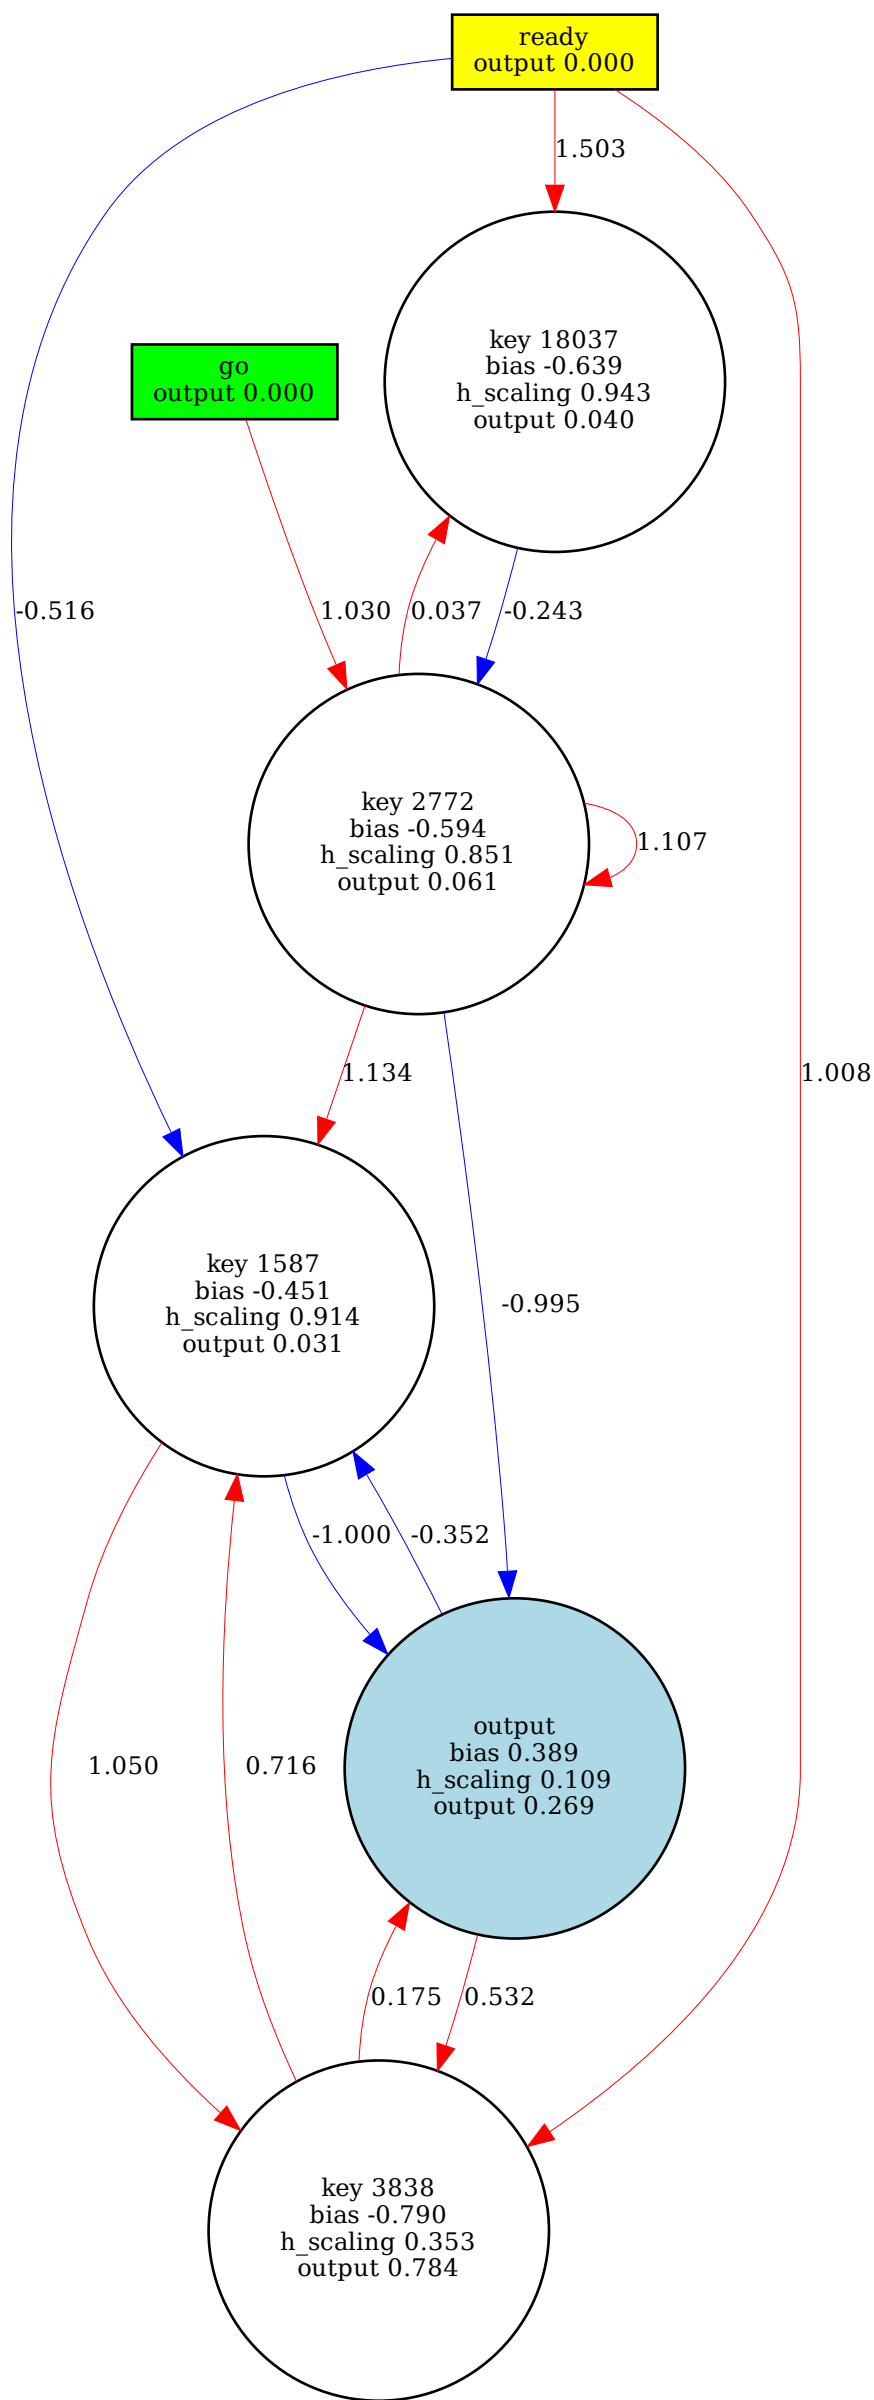 ready
output 0.000
1.503
key 18037
bias -0.639
h_scaling 0.943
output 0.040
go
output 0.000
-0.516
1.030
0.037
-0.243
key 2772
bias -0.594
h_scaling 0.851
output 0.061
1.107
1.134
1.008
key 1587
bias -0.451
h_scaling 0.914
output 0.031
-0.995
-1.000
-0.352
output
bias 0.389
h_scaling 0.109
output 0.269
1.050
0.716
0.175
0.532
key 3838
bias -0.790
h_scaling 0.353
output 0.784